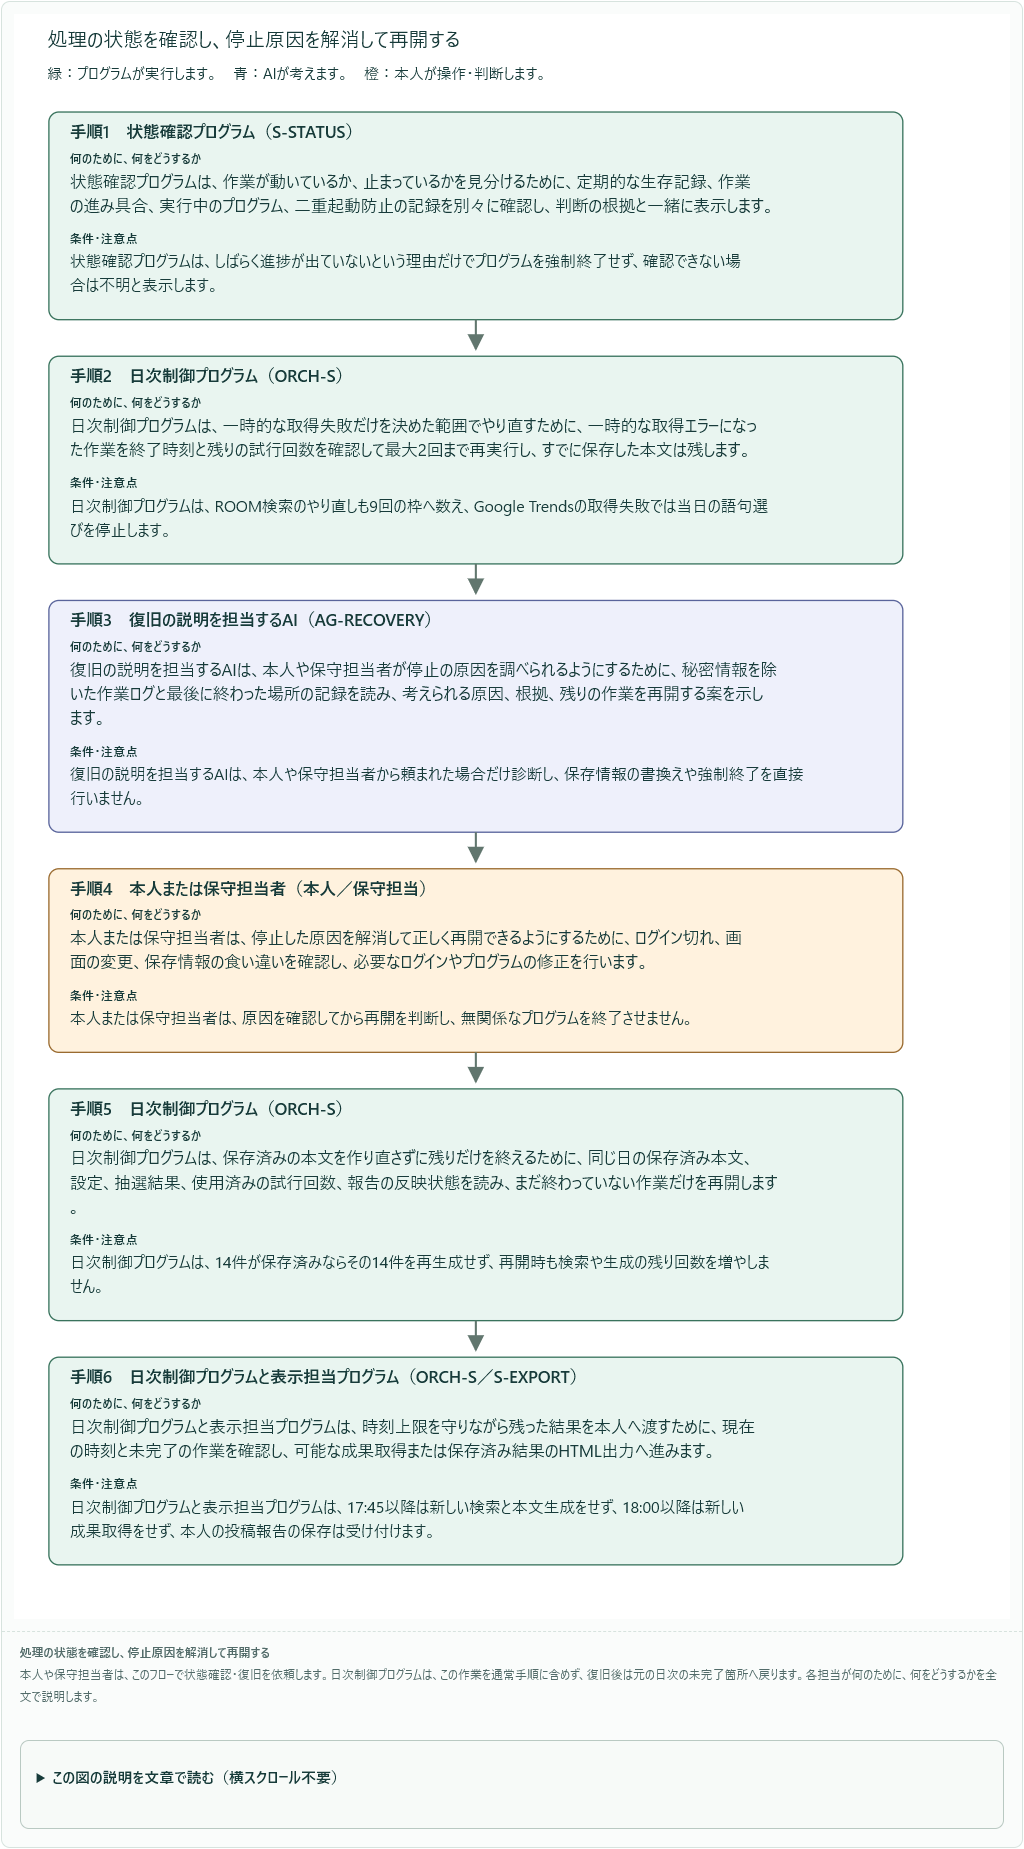 処理の状態を確認し、停止原因を解消して再開する
緑：プログラムが実行します。　青：AIが考えます。　橙：本人が操作・判断します。
手順1　状態確認プログラム（S-STATUS）
何のために、何をどうするか
状態確認プログラムは、作業が動いているか、止まっているかを見分けるために、定期的な生存記録、作業
の進み具合、実行中のプログラム、二重起動防止の記録を別々に確認し、判断の根拠と一緒に表示します。
条件・注意点
状態確認プログラムは、しばらく進捗が出ていないという理由だけでプログラムを強制終了せず、確認できない場
合は不明と表示します。
手順2　日次制御プログラム（ORCH-S）
何のために、何をどうするか
日次制御プログラムは、一時的な取得失敗だけを決めた範囲でやり直すために、一時的な取得エラーになっ
た作業を終了時刻と残りの試行回数を確認して最大2回まで再実行し、すでに保存した本文は残します。
条件・注意点
日次制御プログラムは、ROOM検索のやり直しも9回の枠へ数え、Google Trendsの取得失敗では当日の語句選
びを停止します。
手順3　復旧の説明を担当するAI（AG-RECOVERY）
何のために、何をどうするか
復旧の説明を担当するAIは、本人や保守担当者が停止の原因を調べられるようにするために、秘密情報を除
いた作業ログと最後に終わった場所の記録を読み、考えられる原因、根拠、残りの作業を再開する案を示し
ます。
条件・注意点
復旧の説明を担当するAIは、本人や保守担当者から頼まれた場合だけ診断し、保存情報の書換えや強制終了を直接
行いません。
手順4　本人または保守担当者（本人／保守担当）
何のために、何をどうするか
本人または保守担当者は、停止した原因を解消して正しく再開できるようにするために、ログイン切れ、画
面の変更、保存情報の食い違いを確認し、必要なログインやプログラムの修正を行います。
条件・注意点
本人または保守担当者は、原因を確認してから再開を判断し、無関係なプログラムを終了させません。
手順5　日次制御プログラム（ORCH-S）
何のために、何をどうするか
日次制御プログラムは、保存済みの本文を作り直さずに残りだけを終えるために、同じ日の保存済み本文、
設定、抽選結果、使用済みの試行回数、報告の反映状態を読み、まだ終わっていない作業だけを再開します
。
条件・注意点
日次制御プログラムは、14件が保存済みならその14件を再生成せず、再開時も検索や生成の残り回数を増やしま
せん。
手順6　日次制御プログラムと表示担当プログラム（ORCH-S／S-EXPORT）
何のために、何をどうするか
日次制御プログラムと表示担当プログラムは、時刻上限を守りながら残った結果を本人へ渡すために、現在
の時刻と未完了の作業を確認し、可能な成果取得または保存済み結果のHTML出力へ進みます。
条件・注意点
日次制御プログラムと表示担当プログラムは、17:45以降は新しい検索と本文生成をせず、18:00以降は新しい
成果取得をせず、本人の投稿報告の保存は受け付けます。
処理の状態を確認し、停止原因を解消して再開する
本人や保守担当者は、このフローで状態確認・復旧を依頼します。日次制御プログラムは、この作業を通常手順に含めず、復旧後は元の日次の未完了箇所へ戻ります。各担当が何のために、何をどうするかを全
文で説明します。
▶ この図の説明を文章で読む（横スクロール不要）